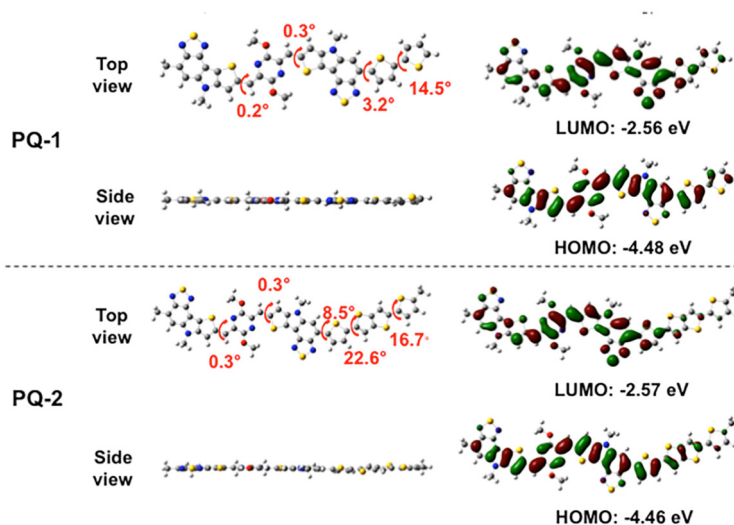 0.3°
Top
view
14.5°
0.2°
3.2°
LUMO: -2.56 eV
PQ-1
Side
view
HOMO: -4.48 eV
0.3°
Top
view
8.5°
16.7°
0.3°
22.6°
LUMO: -2.57 eV
PQ-2
Side
view
HOMO: -4.46 eV